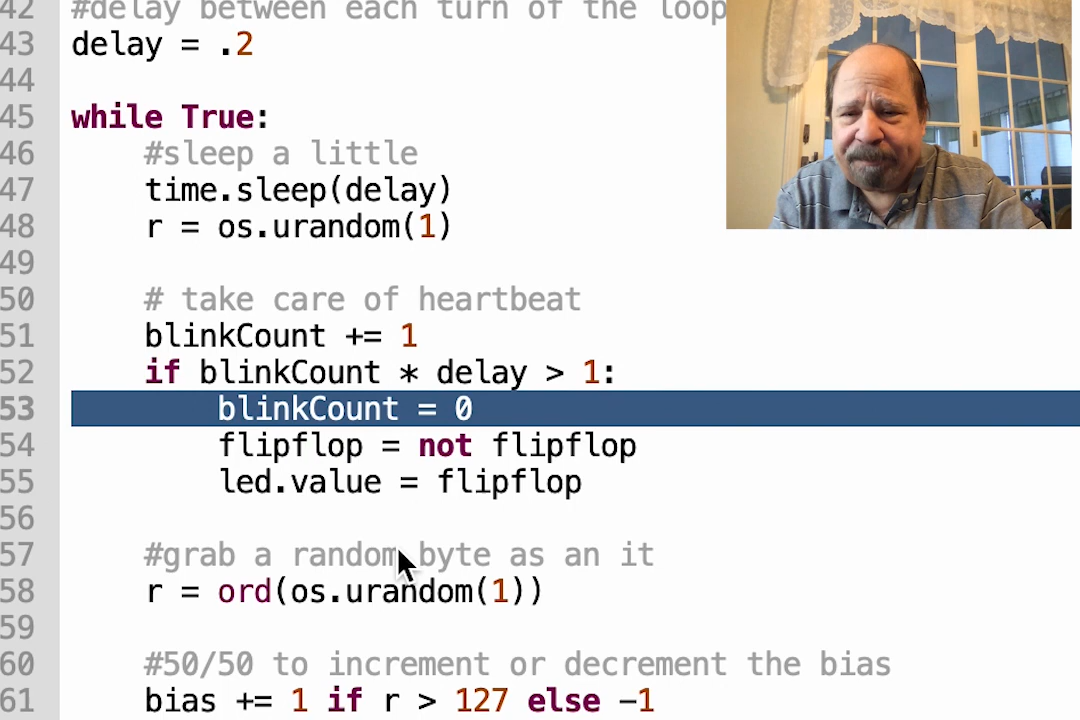 42 #delay between each turn of the loop
43 delay = .2
44
45 while True:
46 #sleep a little
47 time.sleep(delay)
48 r = os.urandom(1)
49
50 # take care of heartbeat
51 blinkCount += 1
52 if blinkCount * delay > 1:
53 blinkCount = 0
54 flipflop = not flipflop
55 led.value = flipflop
56
57 #grab a random byte as an it
58 r = ord(os.urandom(1))
59
60 #50/50 to increment or decrement the bias
61 bias += 1 if r > 127 else -1